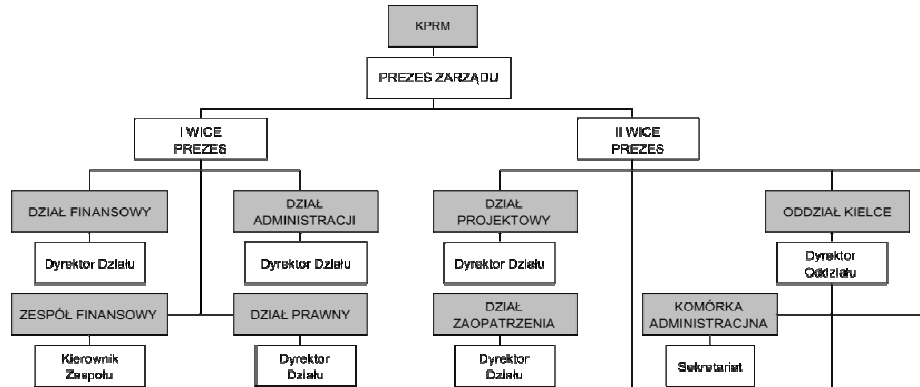 KPRM
PREZES ZARZĄDU
I WICE
PREZES
II WICE
PREZES
DZIAŁ FINANSOWY
DZIAŁ
ADMINISTRACJI
DZIAŁ
PROJEKTOWY
ODDZIAŁ KIELCE
Dyrektor Działu
Dyrektor Działu
Dyrektor Działu
Dyrektor
Oddziału
ZESPÓŁ FINANSOWY
DZIAŁ PRAWNY
DZIAŁ
ZAOPATRZENIA
KOMÓRKA
ADMINISTRACJNA
Kierownik
Zespołu
Dyrektor
Działu
Dyrektor
Działu
Sekretariat